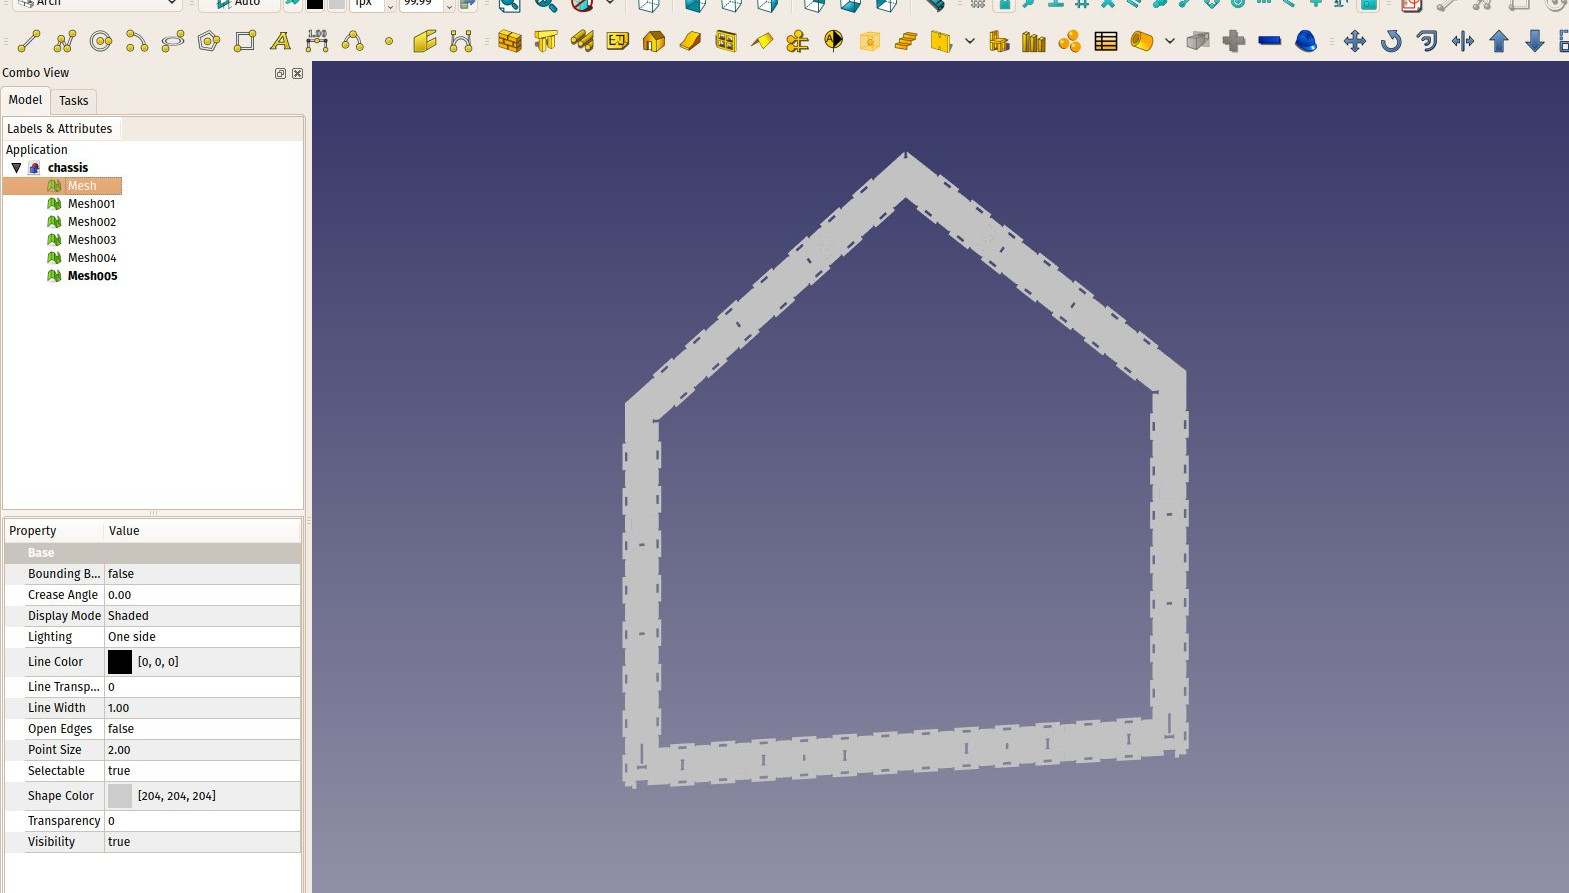 Arch
Auto
1px
99.99
1.00
Combo View
Model Tasks
Labels & Attributes
Application
chassis
Mesh
Mesh001
Mesh002
Mesh003
Mesh004
Mesh005
Property Value
Base
Bounding B... false
Crease Angle 0.00
Display Mode Shaded
Lighting One side
Line Color [0, 0, 0]
Line Transp... 0
Line Width 1.00
Open Edges false
Point Size 2.00
Selectable true
Shape Color [204, 204, 204]
Transparency 0
Visibility true